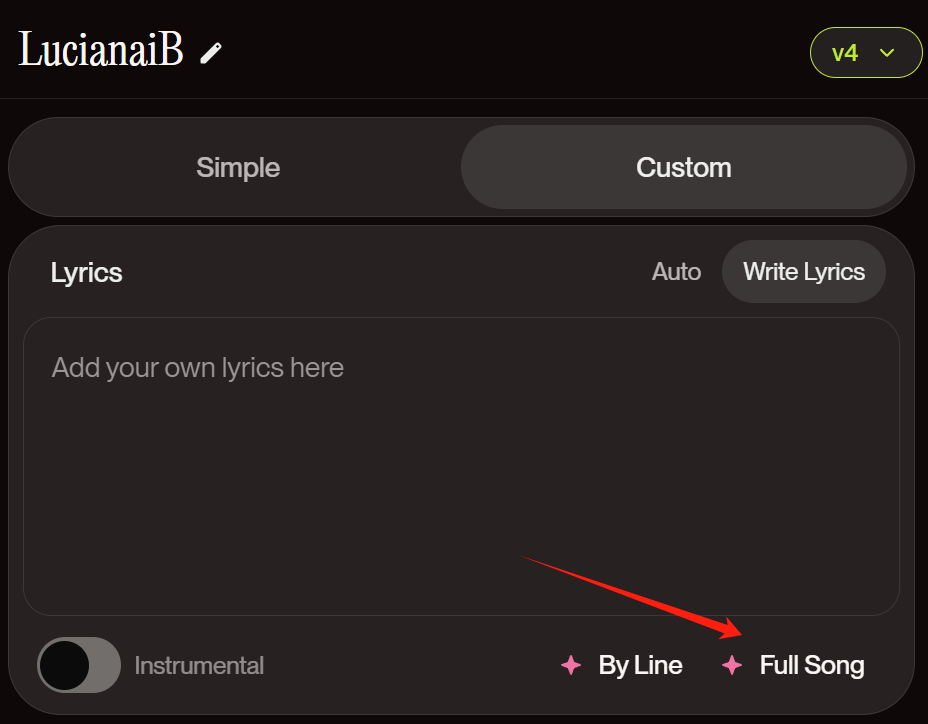 LucianaiB
v4
Simple Custom
Lyrics Auto Write Lyrics
Add your own lyrics here
Instrumental By Line Full Song